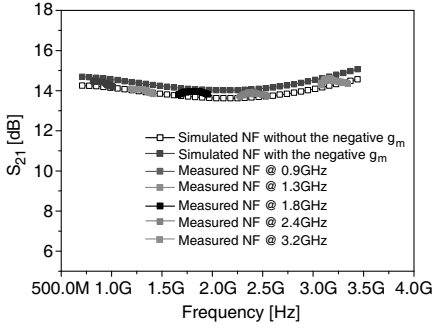 18
16
14
12
10
8
6
S21 [dB]
Simulated NF without the negative gm
Simulated NF with the negative gm
Measured NF @ 0.9GHz
Measured NF @ 1.3GHz
Measured NF @ 1.8GHz
Measured NF @ 2.4GHz
Measured NF @ 3.2GHz
500.0M 1.0G 1.5G 2.0G 2.5G 3.0G 3.5G 4.0G
Frequency [Hz]